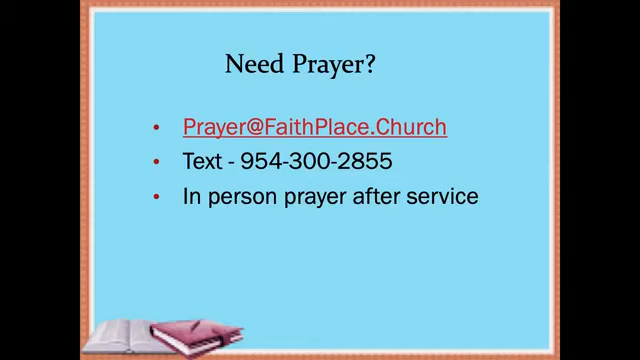 Need Prayer?
• Prayer@FaithPlace.Church
• Text - 954-300-2855
• In person prayer after service